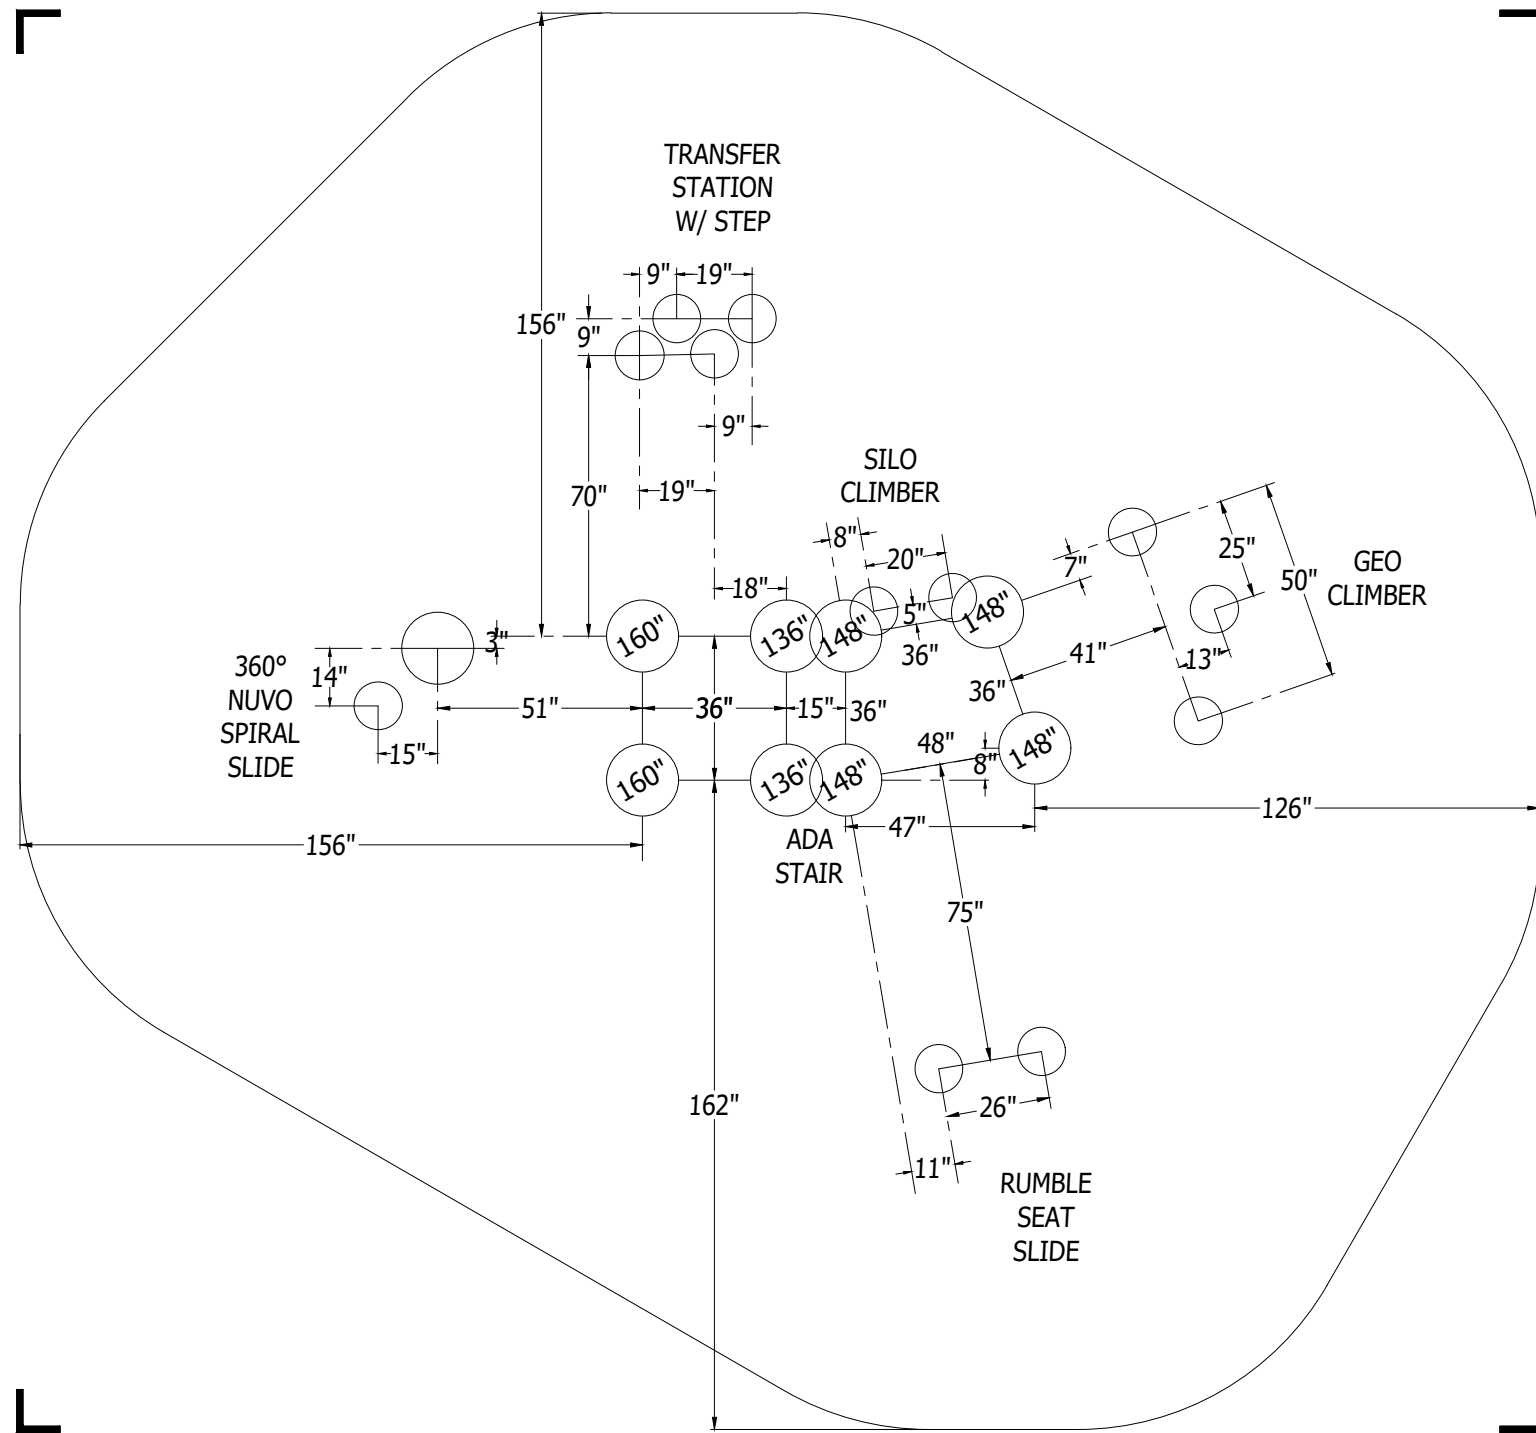 TRANSFER
STATION
W/ STEP
9"
19"
156"
9"
9"
70"
19"
SILO
CLIMBER
8"
20"
7"
25"
50"
GEO
CLIMBER
18"
5"
160"
136"
148"
148"
36"
3"
41"
13"
360°
NUVO
SPIRAL
SLIDE
14"
36"
51"
36"
15"
36"
15"
48"
148"
8"
160"
136"
148"
126"
47"
156"
ADA
STAIR
75"
162"
26"
11"
RUMBLE
SEAT
SLIDE